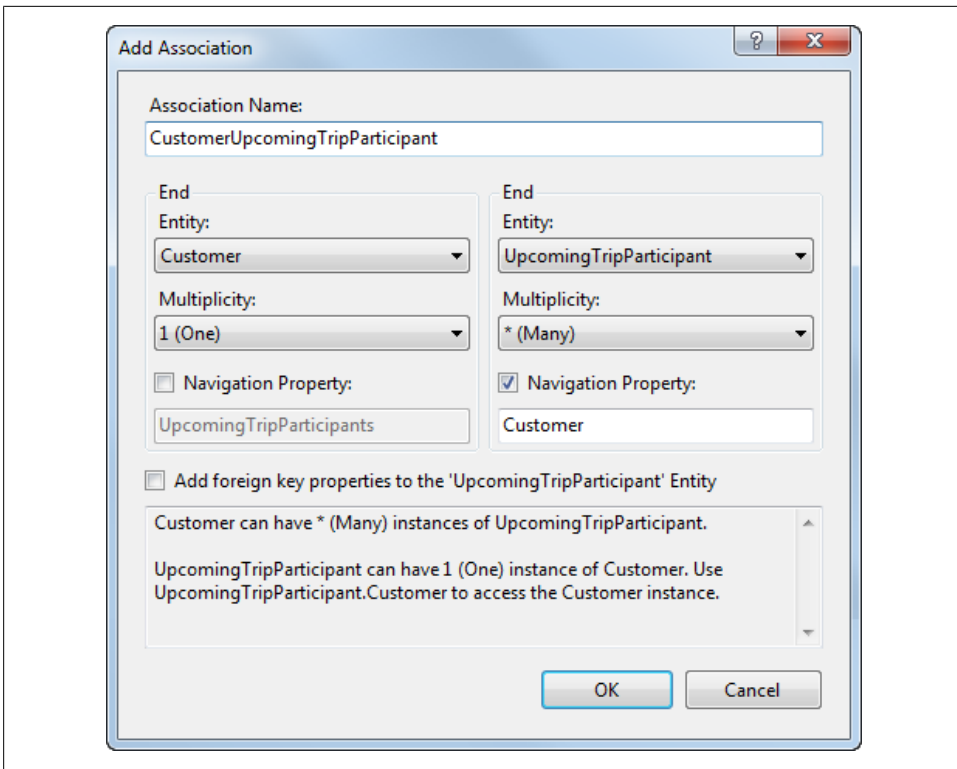 Add Association
Association Name:
CustomerUpcomingTripParticipant
End
Entity:
Customer
Multiplicity:
1 (One)
Navigation Property:
UpcomingTripParticipants
End
Entity:
UpcomingTripParticipant
Multiplicity:
* (Many)
Navigation Property:
Customer
Add foreign key properties to the 'UpcomingTripParticipant' Entity
Customer can have * (Many) instances of UpcomingTripParticipant.
UpcomingTripParticipant can have 1 (One) instance of Customer. Use
UpcomingTripParticipant.Customer to access the Customer instance.
OK
Cancel